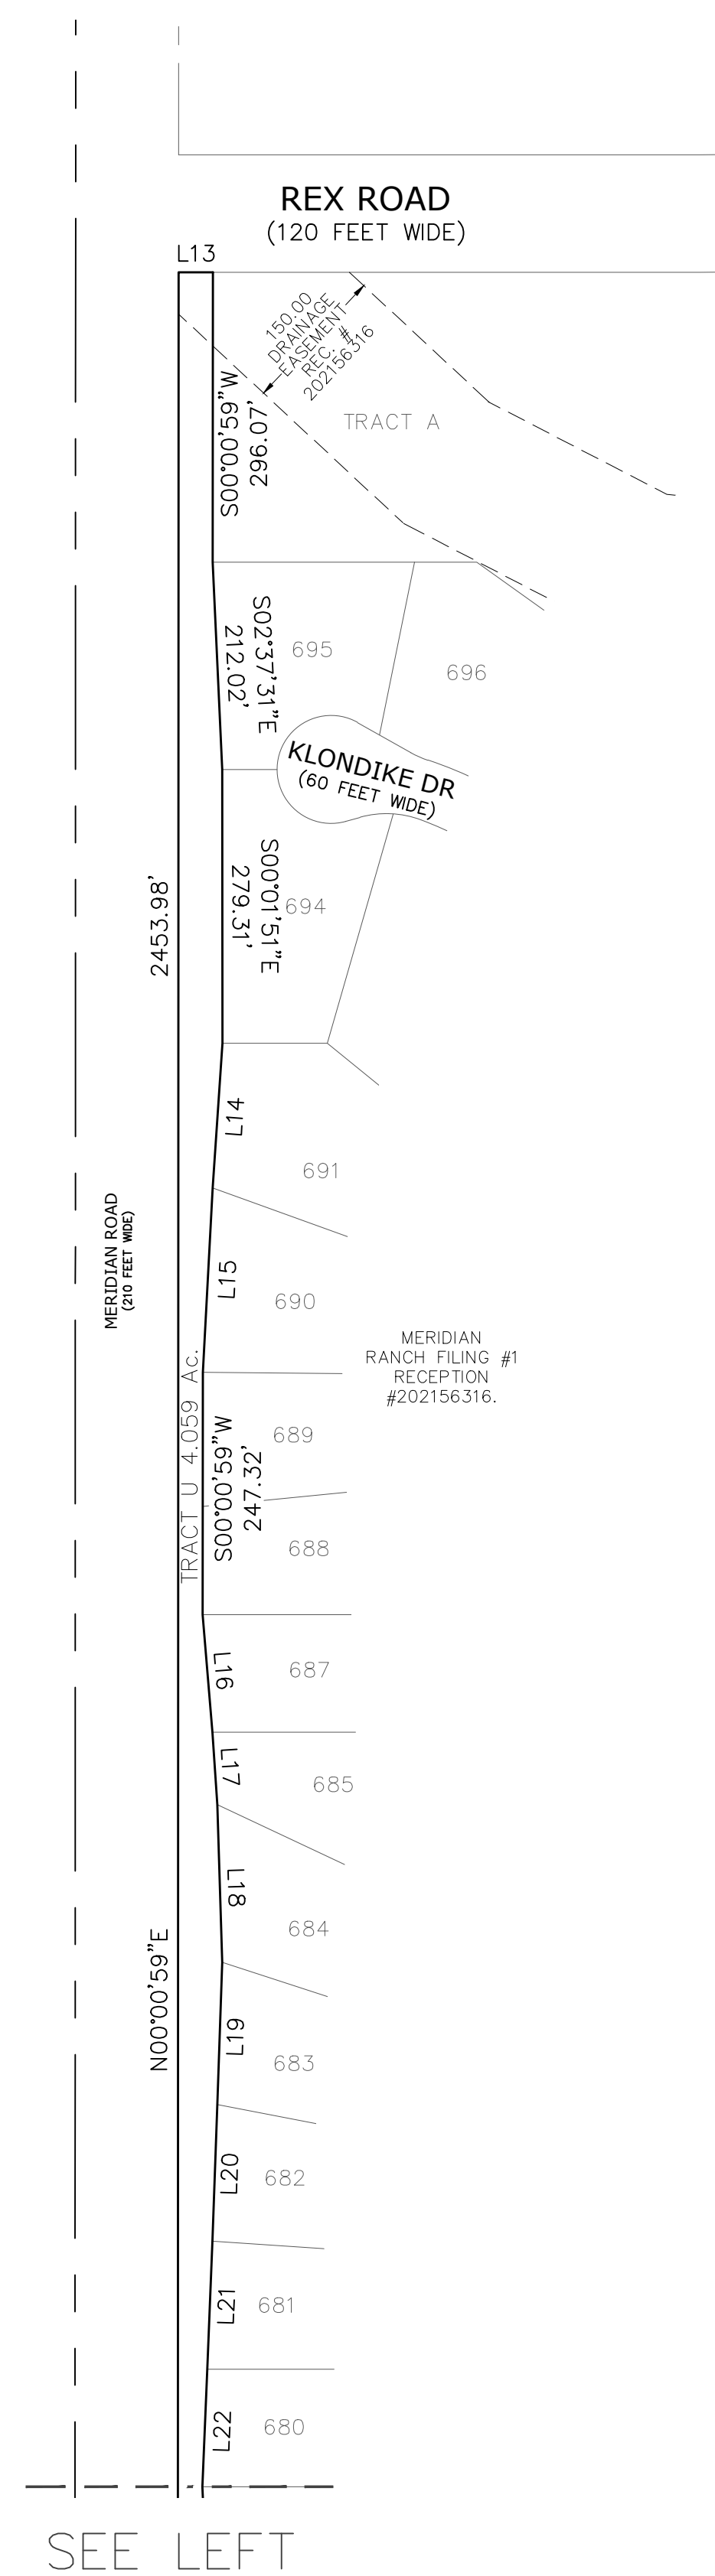 REX ROAD
(120 FEET WIDE)
L13
150.00
DRAINAGE
EASEMENT
REC. #
202156316
TRACT A
S00°00'59"W
296.07'
S02°37'31"E
212.02'
695
696
KLONDIKE DR
(60 FEET WIDE)
S00°01'51"E
279.31'
694
2453.98'
L14
691
MERIDIAN ROAD
(210 FEET WIDE)
L15
690
MERIDIAN
RANCH FILING #1
RECEPTION
#202156316.
TRACT U 4.059 Ac.
S00°00'59"W
247.32'
689
688
L16
687
L17
685
L18
684
N00°00'59"E
L19
683
L20
682
L21
681
L22
680
SEE LEFT